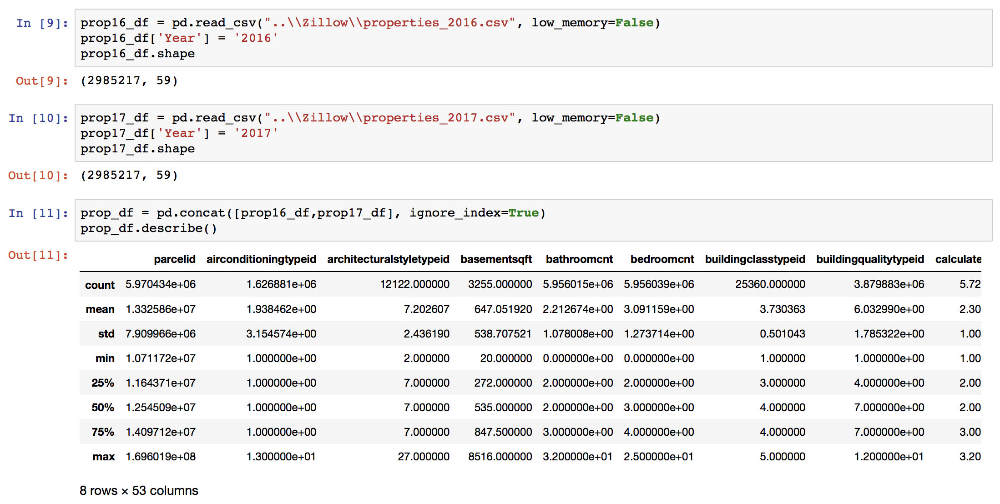 In [9]: prop16_df = pd.read_csv("..\\Zillow\\properties_2016.csv", low_memory=False)
prop16_df['Year'] = '2016'
prop16_df.shape
Out[9]: (2985217, 59)
In [10]: prop17_df = pd.read_csv("..\\Zillow\\properties_2017.csv", low_memory=False)
prop17_df['Year'] = '2017'
prop17_df.shape
Out[10]: (2985217, 59)
In [11]: prop_df = pd.concat([prop16_df,prop17_df], ignore_index=True)
prop_df.describe()
Out[11]:
parcelid airconditioningtypeid architecturalstyletypeid basementsqft bathroomcnt bedroomcnt buildingclasstypeid buildingqualitytypeid calculate
count 5.970434e+06 1.626881e+06 12122.000000 3255.000000 5.956015e+06 5.956039e+06 25360.000000 3.879883e+06 5.72
mean 1.332586e+07 1.938462e+00 7.202607 647.051920 2.212674e+00 3.091159e+00 3.730363 6.032990e+00 2.30
std 7.909966e+06 3.154574e+00 2.436190 538.707521 1.078008e+00 1.273714e+00 0.501043 1.785322e+00 1.00
min 1.071172e+07 1.000000e+00 2.000000 20.000000 0.000000e+00 0.000000e+00 1.000000 1.000000e+00 1.00
25% 1.164371e+07 1.000000e+00 7.000000 272.000000 2.000000e+00 2.000000e+00 3.000000 4.000000e+00 2.00
50% 1.254509e+07 1.000000e+00 7.000000 535.000000 2.000000e+00 3.000000e+00 4.000000 7.000000e+00 2.00
75% 1.409712e+07 1.000000e+00 7.000000 847.500000 3.000000e+00 4.000000e+00 4.000000 7.000000e+00 3.00
max 1.696019e+08 1.300000e+01 27.000000 8516.000000 3.200000e+01 2.500000e+01 5.000000 1.200000e+01 3.20
8 rows × 53 columns